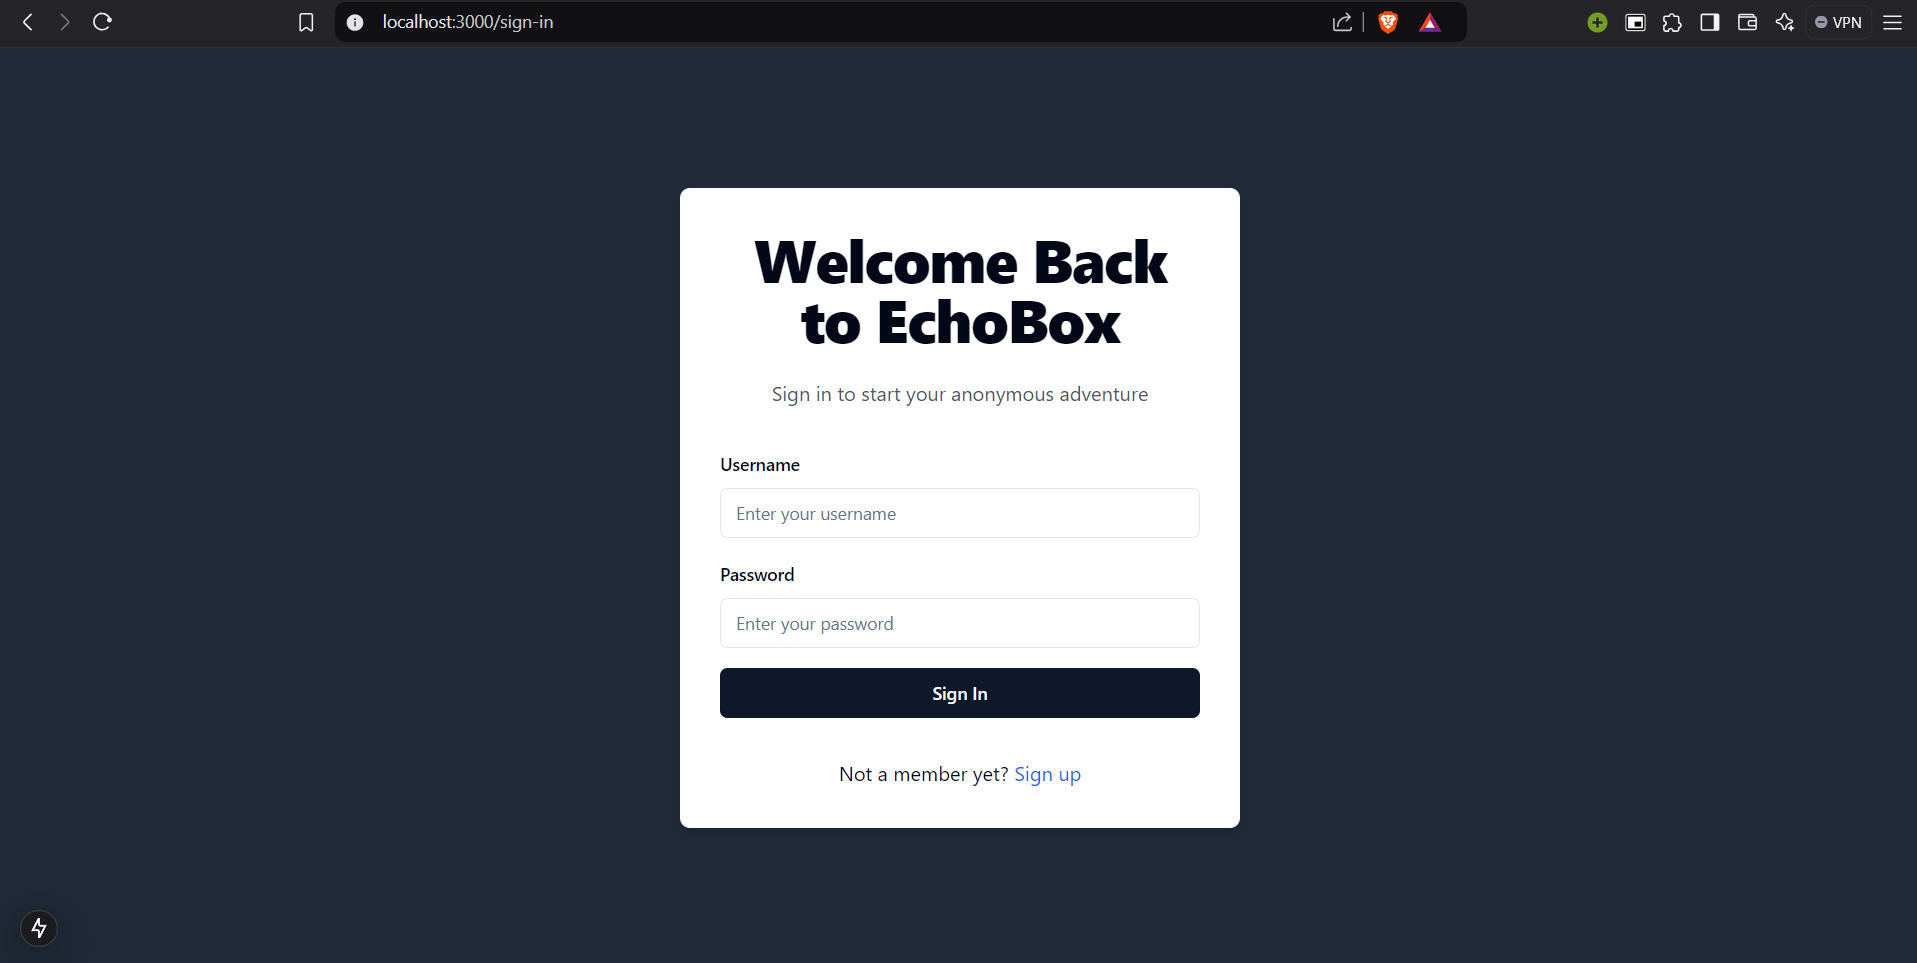 localhost:3000/sign-in
VPN
Welcome Back
to EchoBox
Sign in to start your anonymous adventure
Username
Enter your username
Password
Enter your password
Sign In
Not a member yet? Sign up